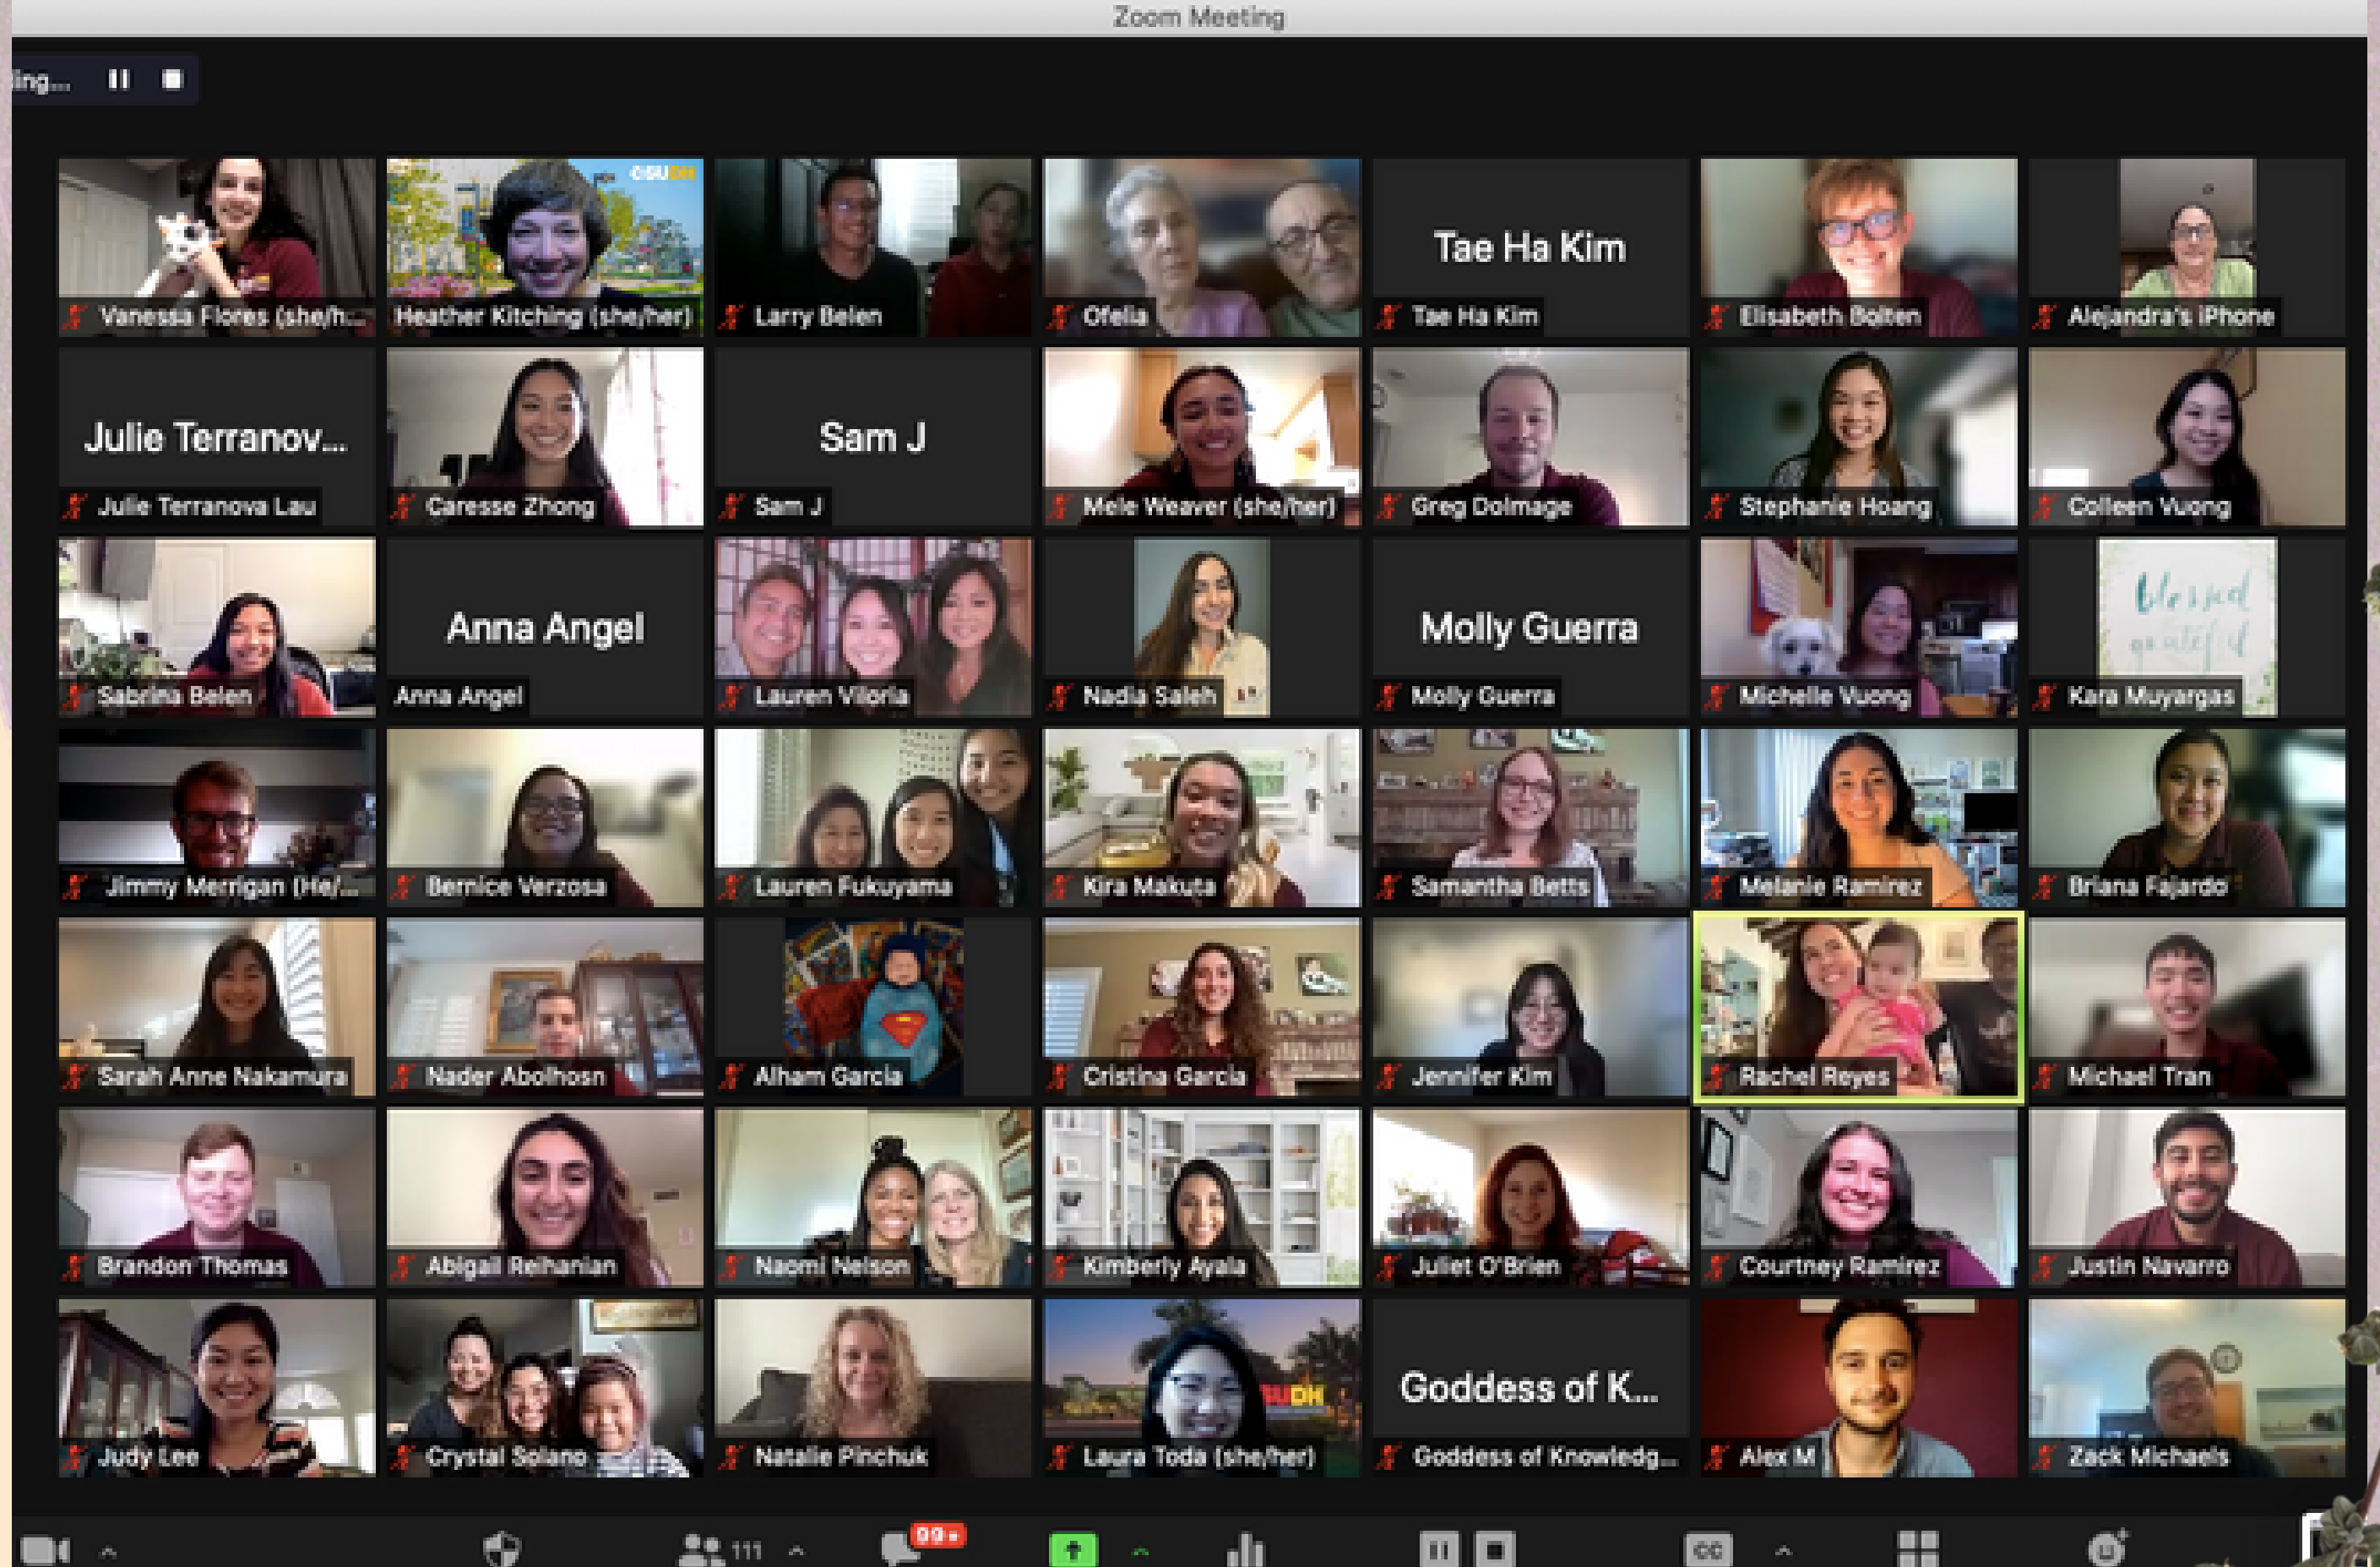 Zoom Meeting
ing...
CSUDH
Vanessa Flores (she/h...
Heather Kitching (she/her)
Larry Belen
Ofelia
Tae Ha Kim
Tae Ha Kim
Elisabeth Bolten
Alejandra's iPhone
Julie Terranov...
Julie Terranova Lau
Caresse Zhong
Sam J
Sam J
Mele Weaver (she/her)
Greg Dolmage
Stephanie Hoang
Colleen Vuong
Sabrina Belen
Anna Angel
Anna Angel
Lauren Viloria
Nadia Saleh
Molly Guerra
Molly Guerra
Michelle Vuong
blessed
grateful
Kara Muyargas
Jimmy Merrigan (He/...
Bernice Verzosa
Lauren Fukuyama
Kira Makuta
Samantha Betts
Melanie Ramirez
Briana Fajardo
Sarah Anne Nakamura
Nader Abolhosn
Alham Garcia
Cristina Garcia
Jennifer Kim
Rachel Reyes
Michael Tran
Brandon Thomas
Abigail Reihanian
Naomi Nelson
Kimberly Ayala
Juliet O'Brien
Courtney Ramirez
Justin Navarro
Judy Lee
Crystal Solano
Natalie Pinchuk
SUDH
Laura Toda (she/her)
Goddess of K...
Goddess of Knowledg...
Alex M
Zack Michaels
111
99+
CC